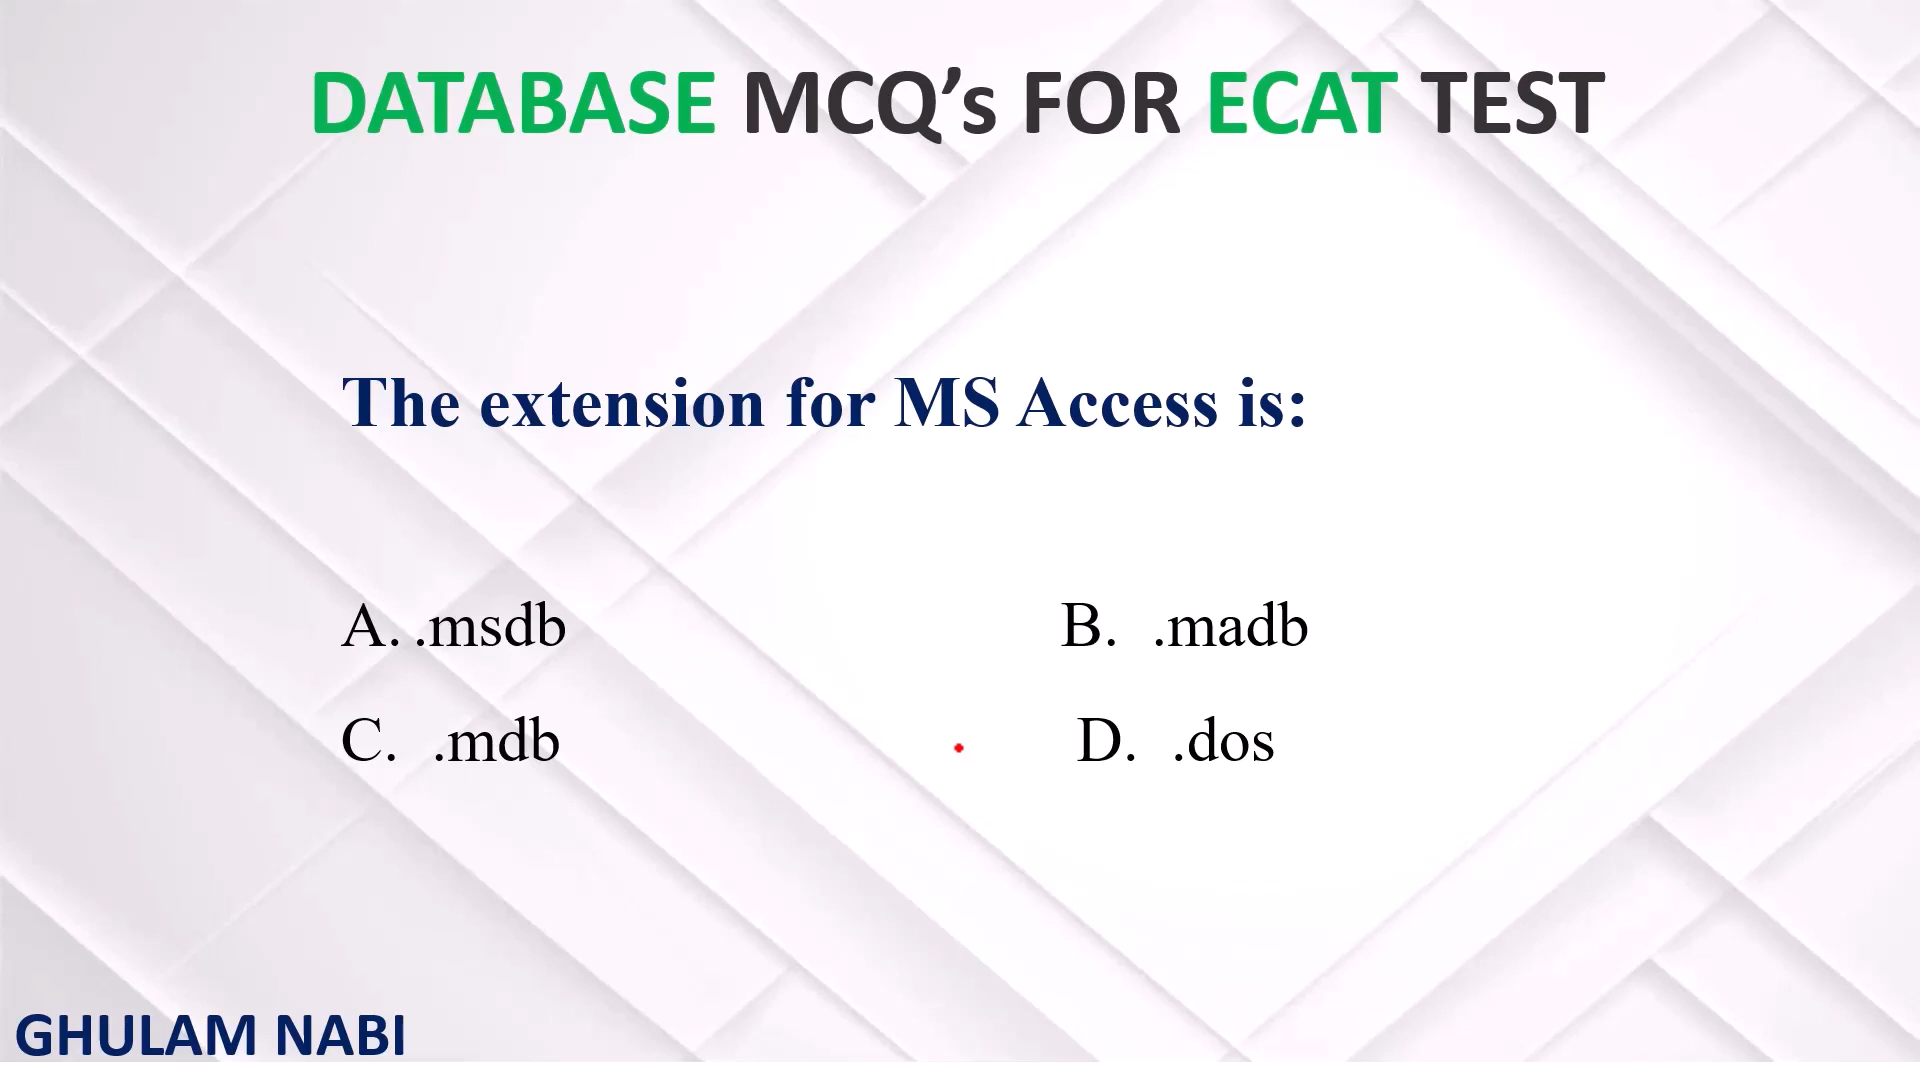 DATABASE MCQ’s FOR ECAT TEST
The extension for MS Access is:
A. .msdb B. .madb
C. .mdb D. .dos
GHULAM NABI